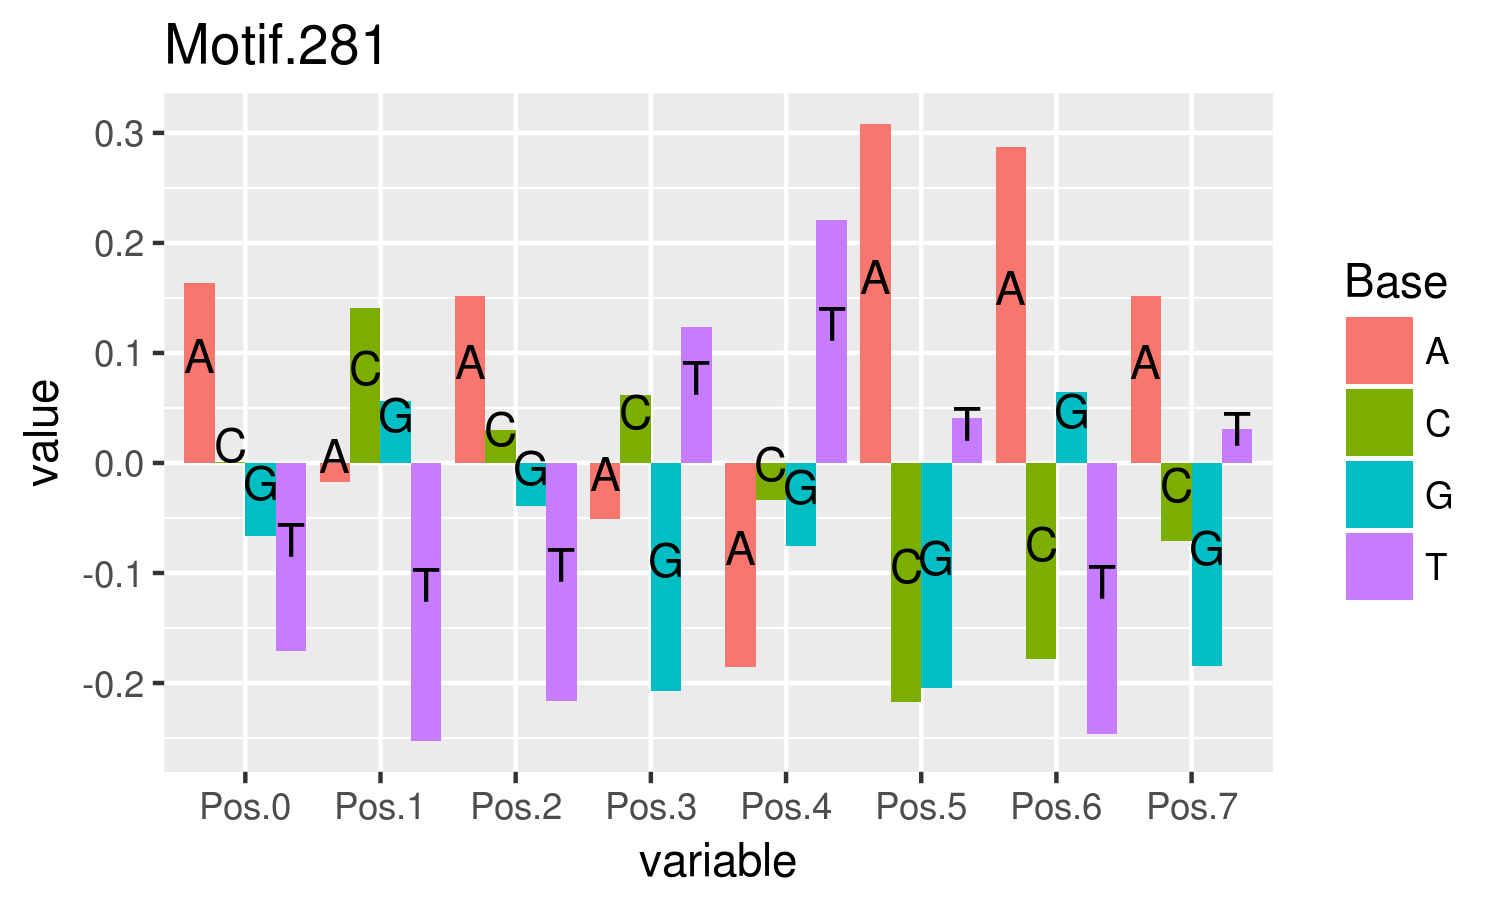 Motif.281
value
0.3
0.2
0.1
0.0
-0.1
-0.2
A C G T
A C G T
A C G T
A C G T
A C G T
A C G T
A C G T
A C G T
Pos.0 Pos.1 Pos.2 Pos.3 Pos.4 Pos.5 Pos.6 Pos.7
variable
Base
A
C
G
T